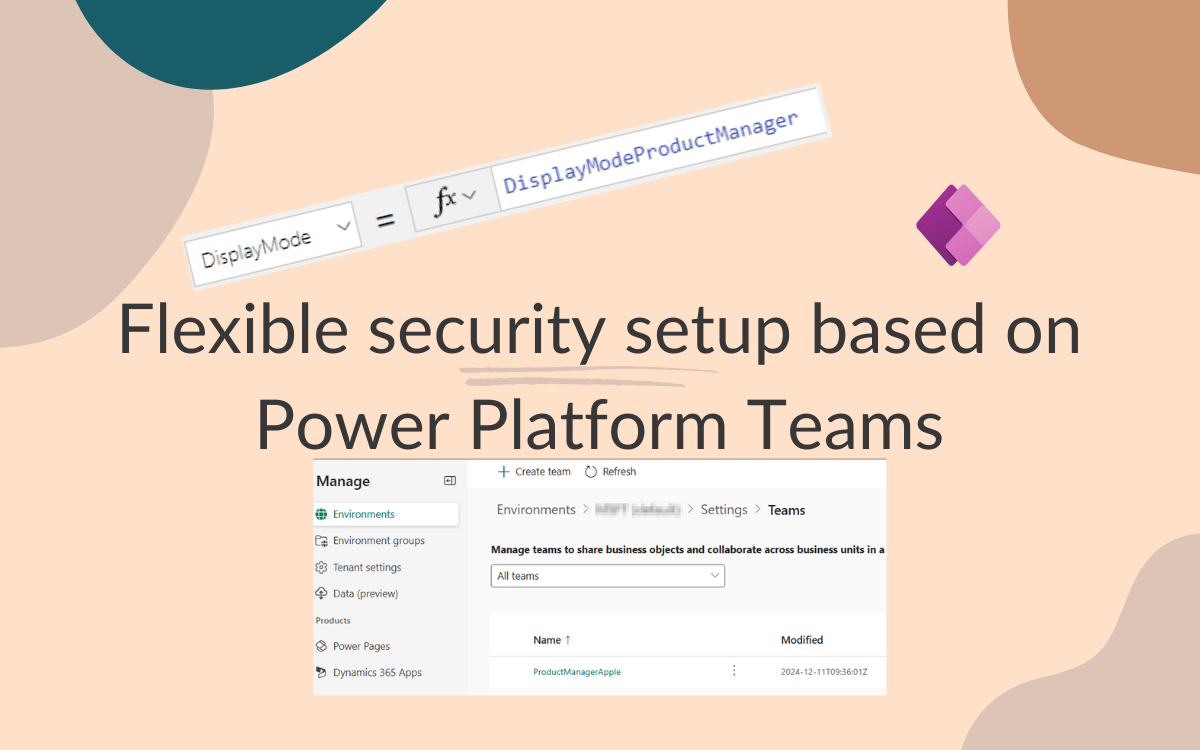 DisplayMode = fx DisplayModeProductManager
Flexible security setup based on
Power Platform Teams
Manage
Environments
Environment groups
Tenant settings
Data (preview)
Products
Power Pages
Dynamics 365 Apps
Create team Refresh
Environments > > Settings > Teams
Manage teams to share business objects and collaborate across business units in a
All teams
Name ↑ Modified
ProductManagerApple 2024-12-11T09:36:01Z